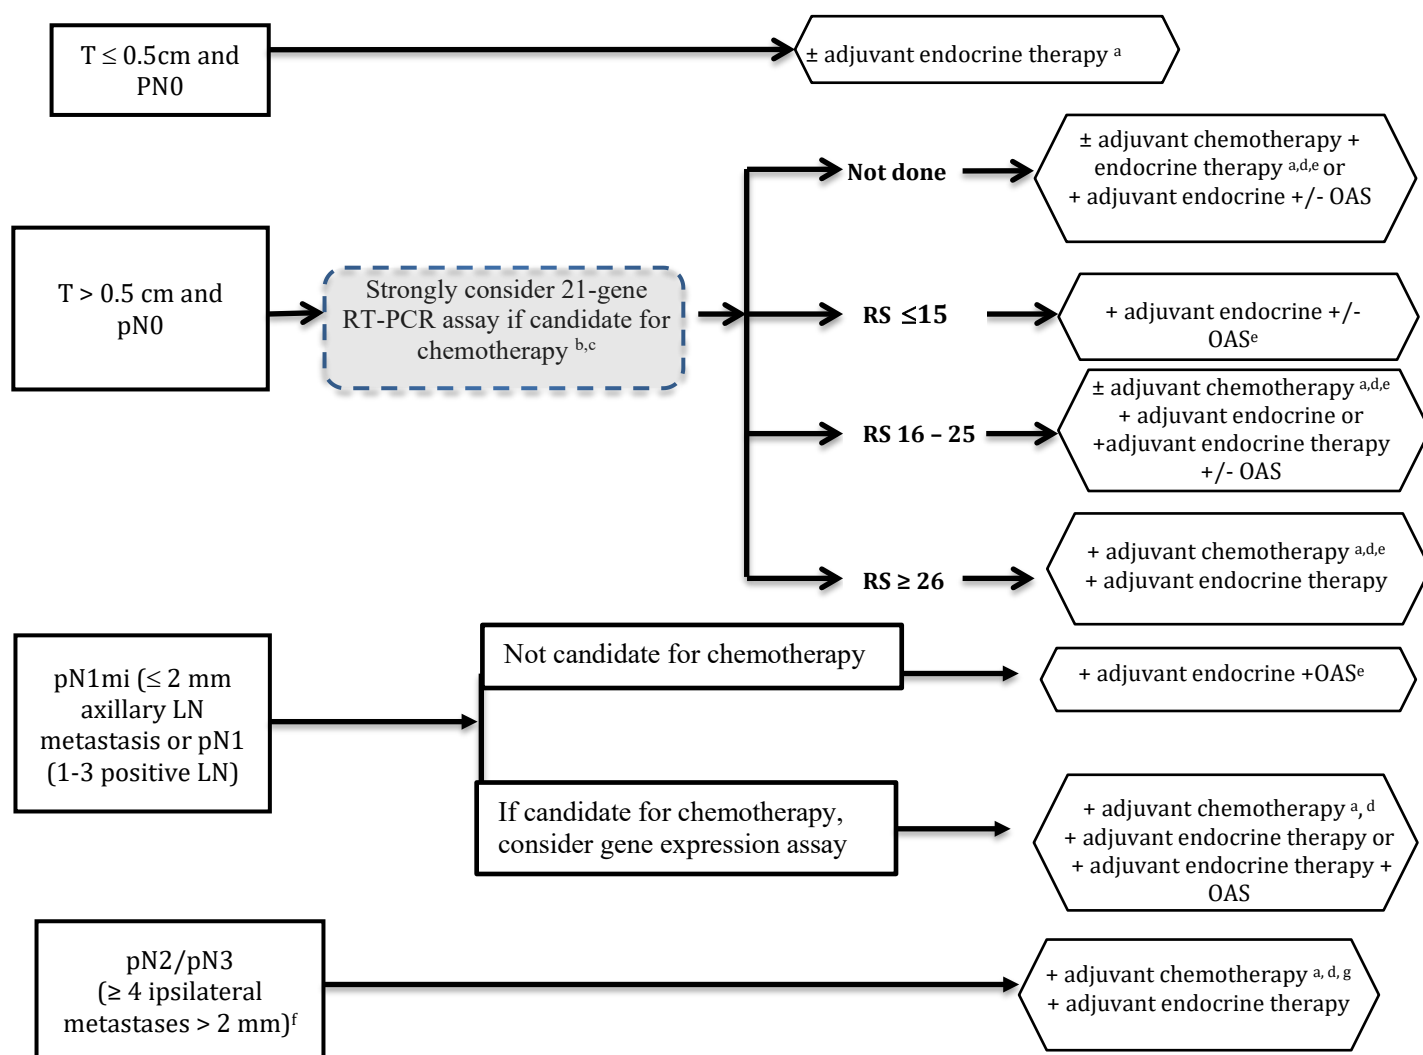 T ≤ 0.5cm and
PN0
± adjuvant endocrine therapy a
T > 0.5 cm and
pN0
Strongly consider 21-gene
RT-PCR assay if candidate for
chemotherapy b,c
Not done
± adjuvant chemotherapy +
endocrine therapy a,d,e or
+ adjuvant endocrine +/- OAS
RS ≤15
+ adjuvant endocrine +/-
OASe
RS 16 – 25
± adjuvant chemotherapy a,d,e
+ adjuvant endocrine or
+adjuvant endocrine therapy
+/- OAS
RS ≥ 26
+ adjuvant chemotherapy a,d,e
+ adjuvant endocrine therapy
pN1mi (≤ 2 mm
axillary LN
metastasis or pN1
(1-3 positive LN)
Not candidate for chemotherapy
+ adjuvant endocrine +OASe
If candidate for chemotherapy,
consider gene expression assay
+ adjuvant chemotherapy a, d
+ adjuvant endocrine therapy or
+ adjuvant endocrine therapy +
OAS
pN2/pN3
(≥ 4 ipsilateral
metastases > 2 mm)f
+ adjuvant chemotherapy a, d, g
+ adjuvant endocrine therapy